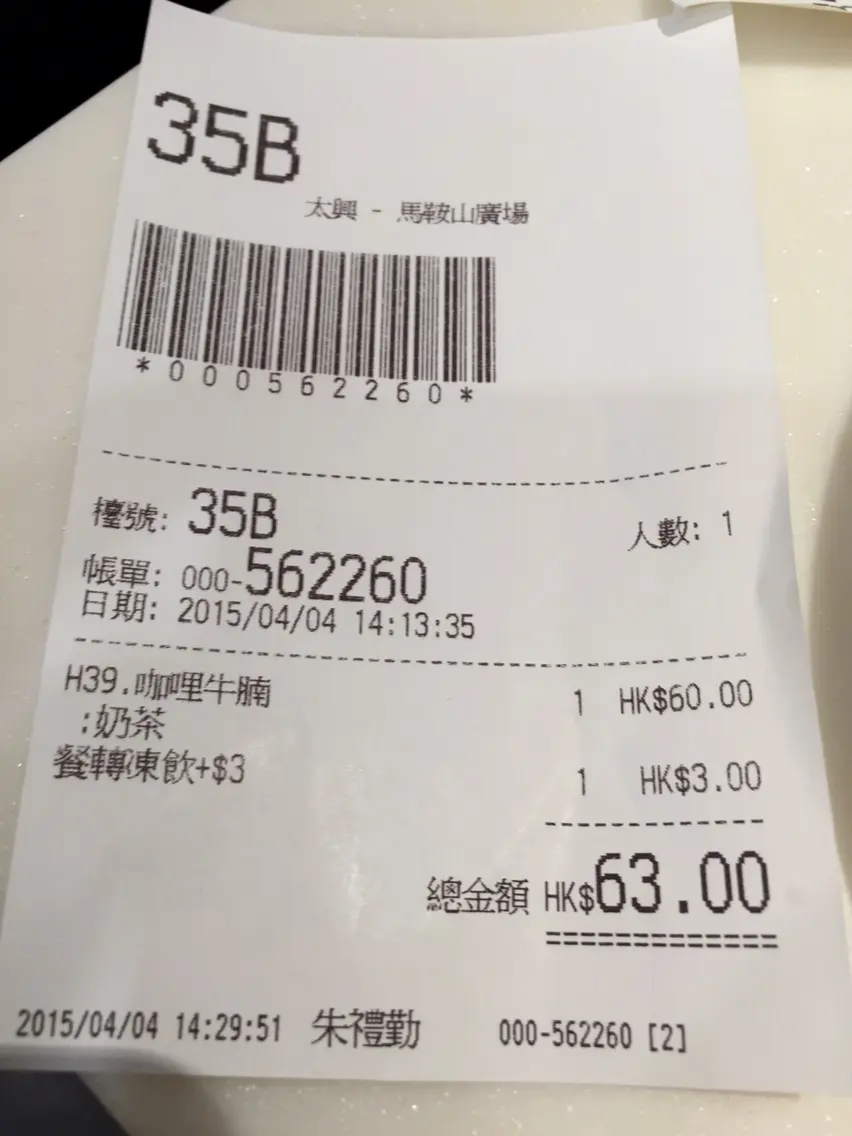 35B
太興 - 馬鞍山廣場
*000562260*
檯號: 35B 人數: 1
帳單: 000-562260
日期: 2015/04/04 14:13:35
H39.咖哩牛腩 1 HK$60.00
:奶茶
餐轉凍飲+$3 1 HK$3.00
總金額 HK$63.00
2015/04/04 14:29:51 朱禮勤 000-562260 [2]